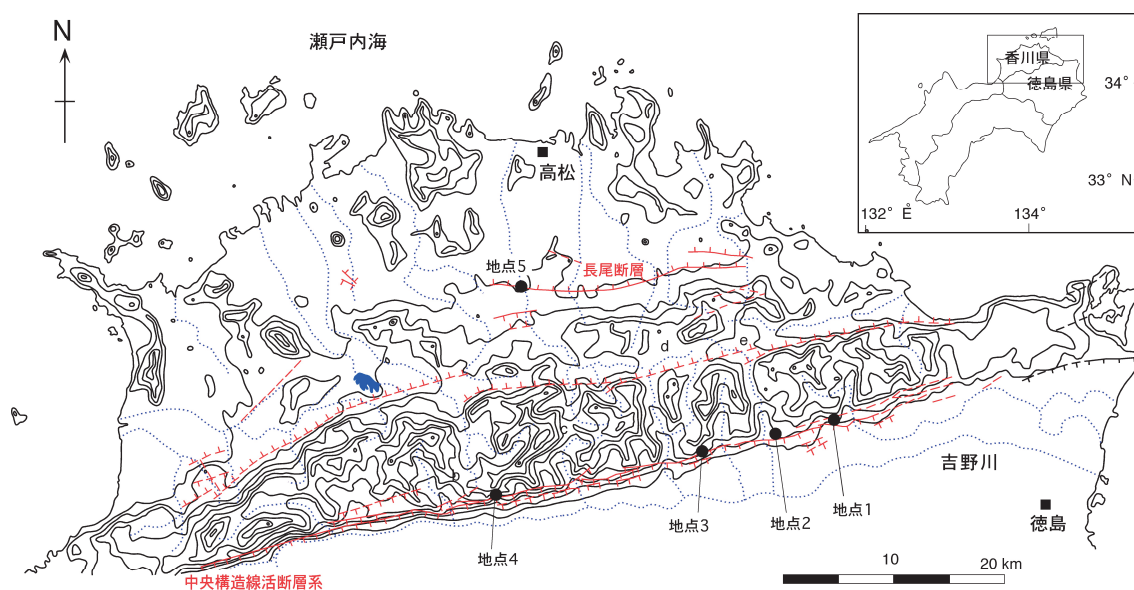 N
瀬戸内海
香川県
徳島県
34°
33° N
132° E
134°
高松
地点5
長尾断層
d
e
c
吉野川
地点1
地点2
地点3
地点4
徳島
中央構造線活断層系
10
20 km